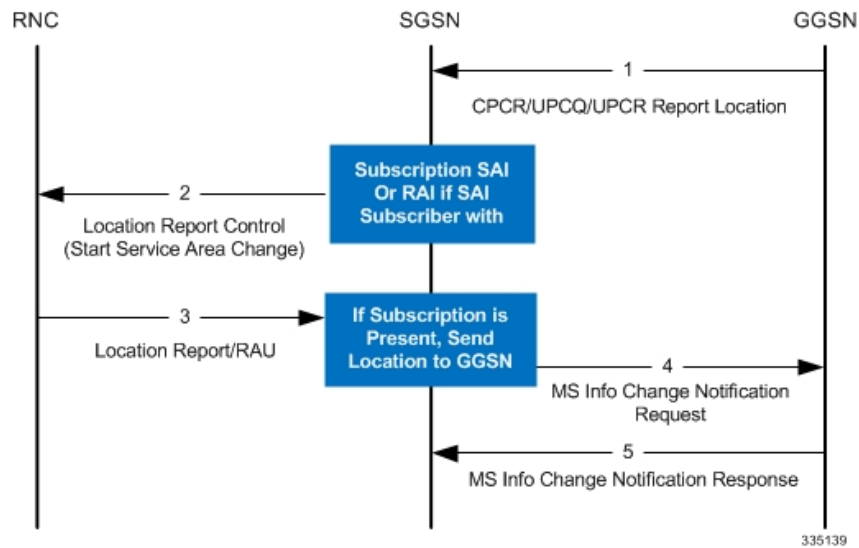 RNC
SGSN
GGSN
1
CPCR/UPCQ/UPCR Report Location
Subscription SAI
Or RAI if SAI
Subscriber with
2
Location Report Control
(Start Service Area Change)
3
Location Report/RAU
If Subscription is
Present, Send
Location to GGSN
4
MS Info Change Notification
Request
5
MS Info Change Notification Response
335139